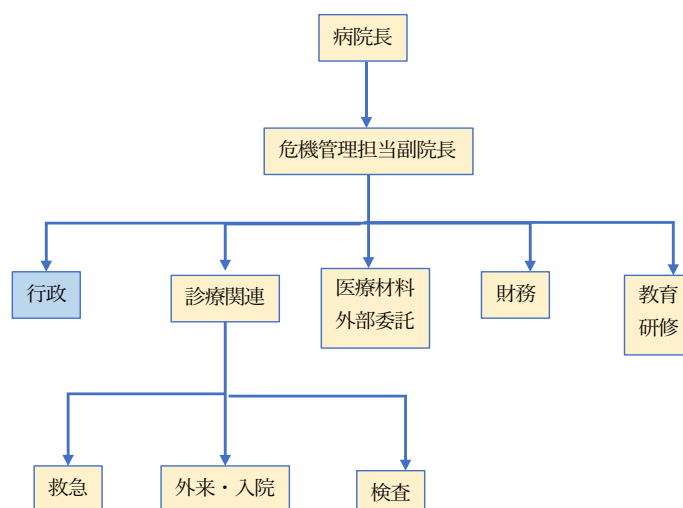 病院長
危機管理担当副院長
行政
診療関連
医療材料
外部委託
財務
教育
研修
救急
外来・入院
検査